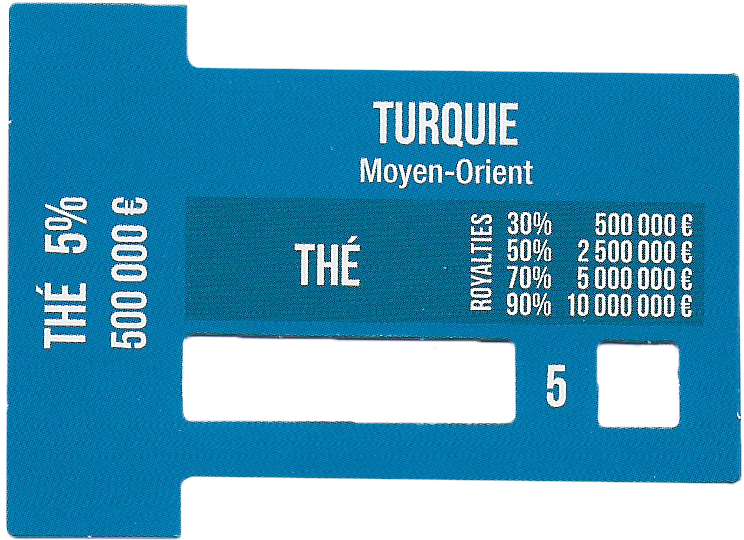 THÉ 5%
500 000 €
TURQUIE
Moyen-Orient
THÉ
ROYALTIES
30% 500 000 €
50% 2 500 000 €
70% 5 000 000 €
90% 10 000 000 €
5